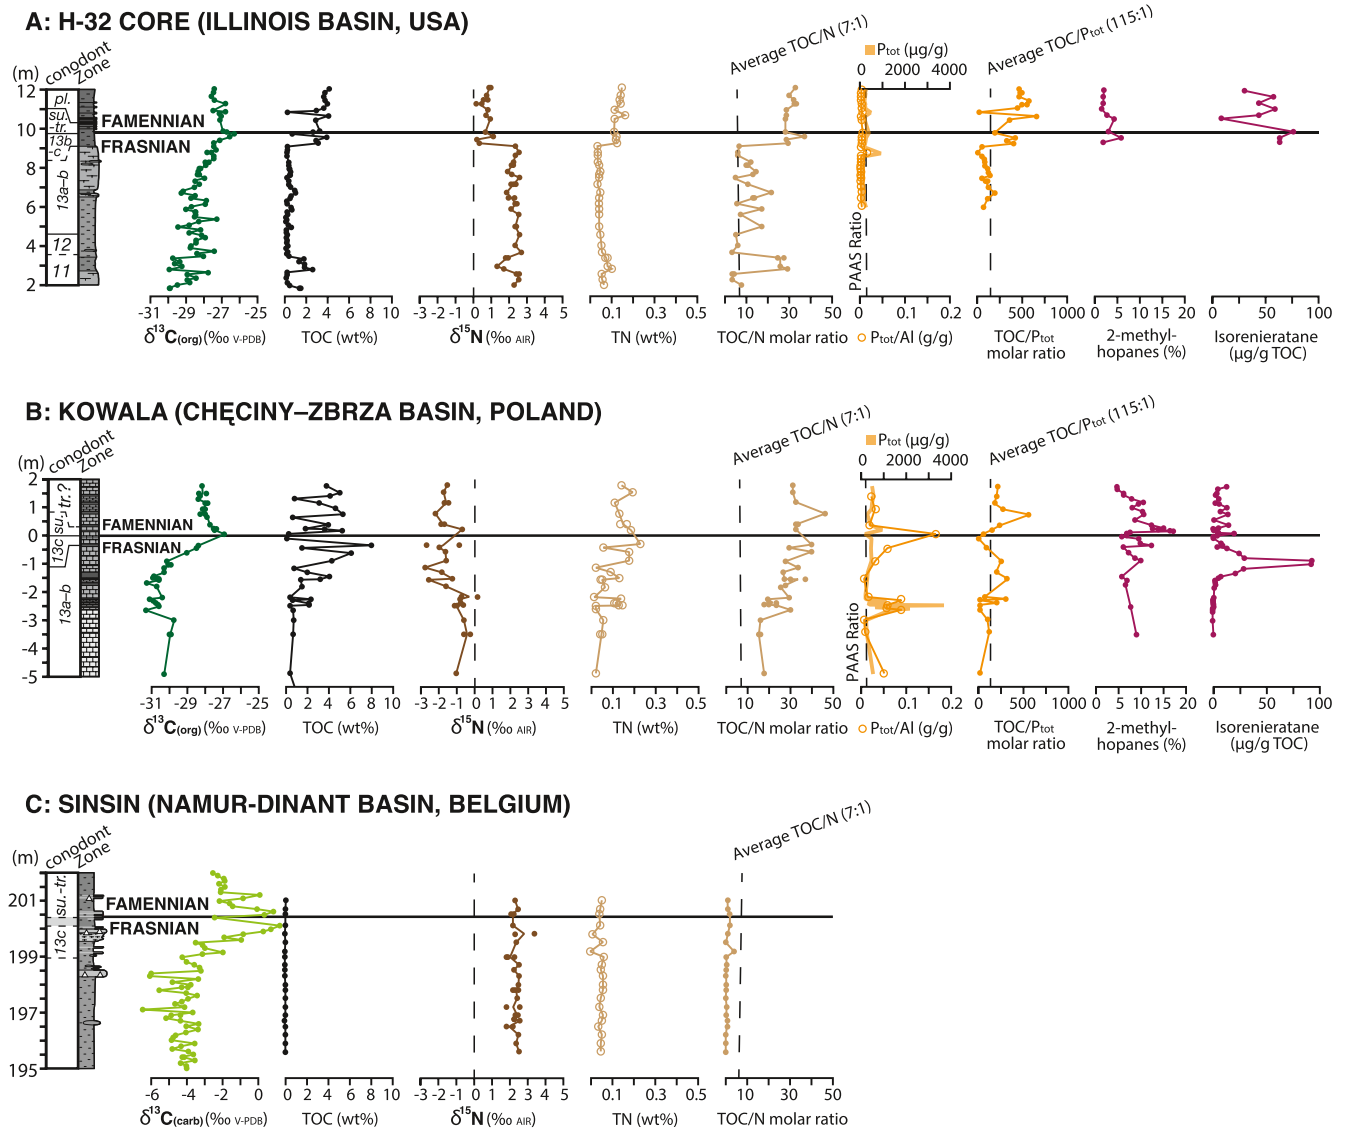 A: H-32 CORE (ILLINOIS BASIN, USA)
conodont
Zone
(m)
Average TOC/N (7:1)
Ptot (µg/g)
0 2000 4000
Average TOC/Ptot (115:1)
12
10
8
6
4
2
pl.
su.
-tr.
13b
-c
13a–b
12
11
FAMENNIAN
FRASNIAN
PAAS Ratio
-31 -29 -27 -25
δ13C(org) (‰ V-PDB)
0 2 4 6 8 10
TOC (wt%)
-3 -2 -1 0 1 2 3 4 5
δ15N (‰ AIR)
0.1 0.3 0.5
TN (wt%)
0 10 20 30 40 50
TOC/N molar ratio
0 0.1 0.2
Ptot/Al (g/g)
0 500 1000
TOC/Ptot
molar ratio
0 5 10 15 20
2-methyl-
hopanes (%)
0 50 100
Isorenieratane
(µg/g TOC)
B: KOWALA (CHĘCINY–ZBRZA BASIN, POLAND)
conodont
Zone
(m)
Average TOC/N (7:1)
Ptot (µg/g)
0 2000 4000
Average TOC/Ptot (115:1)
2
1
0
-1
-2
-3
-4
-5
su.-tr.?
13c
13a–b
FAMENNIAN
FRASNIAN
PAAS Ratio
-31 -29 -27 -25
δ13C(org) (‰ V-PDB)
0 2 4 6 8 10
TOC (wt%)
-3 -2 -1 0 1 2 3 4 5
δ15N (‰ AIR)
0.1 0.3 0.5
TN (wt%)
0 10 20 30 40 50
TOC/N molar ratio
0 0.1 0.2
Ptot/Al (g/g)
0 500 1000
TOC/Ptot
molar ratio
0 5 10 15 20
2-methyl-
hopanes (%)
0 50 100
Isorenieratane
(µg/g TOC)
C: SINSIN (NAMUR-DINANT BASIN, BELGIUM)
conodont
Zone
(m)
Average TOC/N (7:1)
201
199
197
195
su.-tr.
13c
FAMENNIAN
FRASNIAN
-6 -4 -2 0
δ13C(carb) (‰ V-PDB)
0 2 4 6 8 10
TOC (wt%)
-3 -2 -1 0 1 2 3 4 5
δ15N (‰ AIR)
0.1 0.3 0.5
TN (wt%)
0 10 20 30 40 50
TOC/N molar ratio